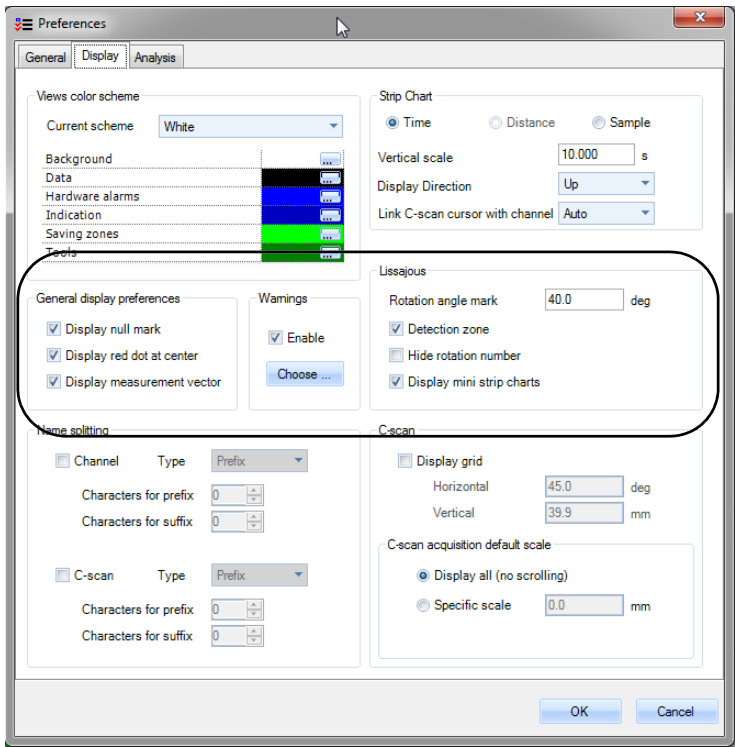 Preferences
General Display Analysis
Views color scheme
Current scheme White
Background ...
Data ...
Hardware alarms ...
Indication ...
Saving zones ...
Tools ...
Strip Chart
Time Distance Sample
Vertical scale 10.000 s
Display Direction Up
Link C-scan cursor with channel Auto
General display preferences
Display null mark
Display red dot at center
Display measurement vector
Warnings
Enable
Choose ...
Lissajous
Rotation angle mark 40.0 deg
Detection zone
Hide rotation number
Display mini strip charts
Name splitting
Channel Type Prefix
Characters for prefix 0
Characters for suffix 0
C-scan Type Prefix
Characters for prefix 0
Characters for suffix 0
C-scan
Display grid
Horizontal 45.0 deg
Vertical 39.9 mm
C-scan acquisition default scale
Display all (no scrolling)
Specific scale 0.0 mm
OK Cancel